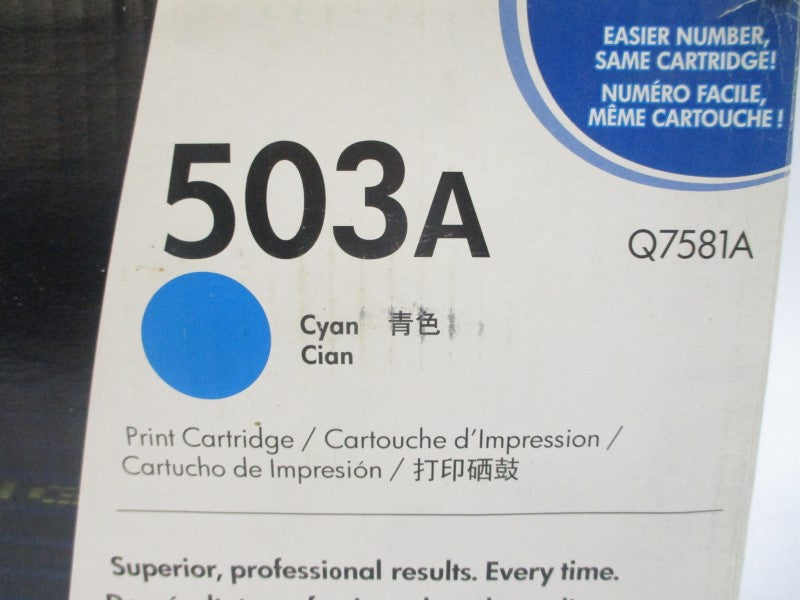 EASIER NUMBER,
SAME CARTRIDGE!
NUMÉRO FACILE,
MÊME CARTOUCHE !
503A
Q7581A
Cyan 青色
Cian
Print Cartridge / Cartouche d'Impression /
Cartucho de Impresión / 打印硒鼓
Superior, professional results. Every time.